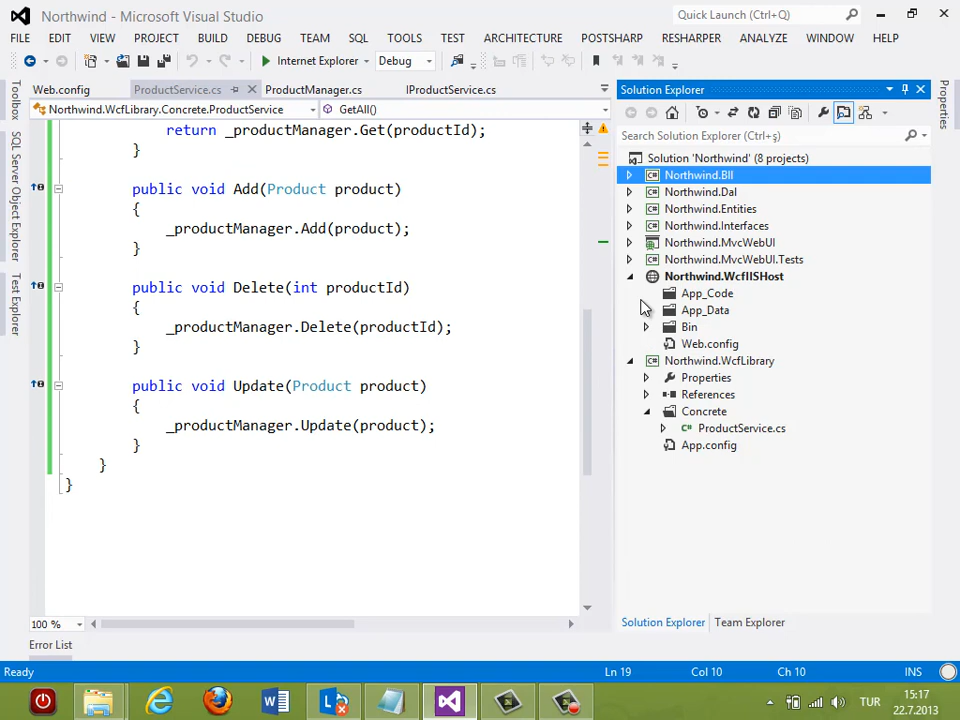 Northwind - Microsoft Visual Studio
Quick Launch (Ctrl+Q)
FILE EDIT VIEW PROJECT BUILD DEBUG TEAM SQL TOOLS TEST ARCHITECTURE POSTSHARP RESHARPER ANALYZE WINDOW HELP
Internet Explorer Debug
Web.config ProductService.cs ProductManager.cs IProductService.cs
Northwind.WcfLibrary.Concrete.ProductService GetAll()
return _productManager.Get(productId);
}
public void Add(Product product)
{
_productManager.Add(product);
}
public void Delete(int productId)
{
_productManager.Delete(productId);
}
public void Update(Product product)
{
_productManager.Update(product);
}
}
}
100 %
Toolbox
SQL Server Object Explorer
Test Explorer
Solution Explorer
Search Solution Explorer (Ctrl+ş)
Solution 'Northwind' (8 projects)
Northwind.Bll
Northwind.Dal
Northwind.Entities
Northwind.Interfaces
Northwind.MvcWebUI
Northwind.MvcWebUI.Tests
Northwind.WcfIISHost
App_Code
App_Data
Bin
Web.config
Northwind.WcfLibrary
Properties
References
Concrete
ProductService.cs
App.config
Solution Explorer Team Explorer
Properties
Error List
Ready Ln 19 Col 10 Ch 10 INS
TUR
15:17
22.7.2013